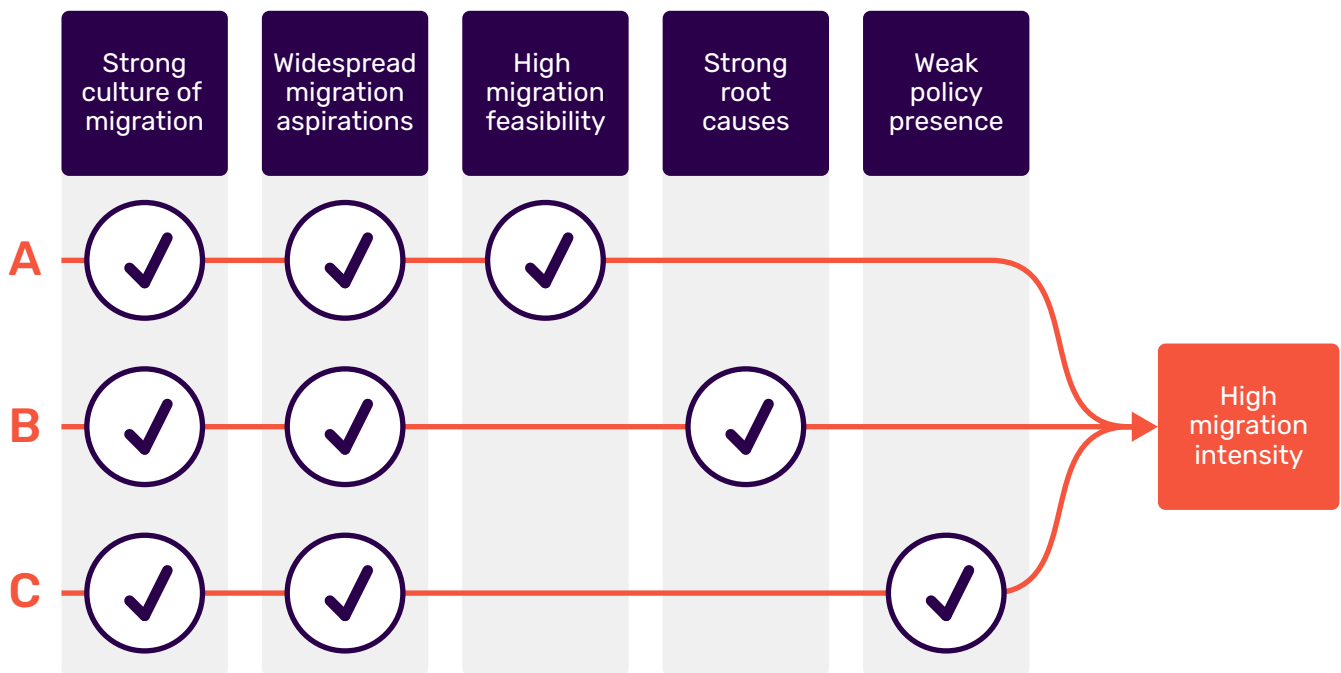 Strong
culture of
migration
Widespread
migration
aspirations
High
migration
feasibility
Strong
root
causes
Weak
policy
presence
A
B
C
High
migration
intensity